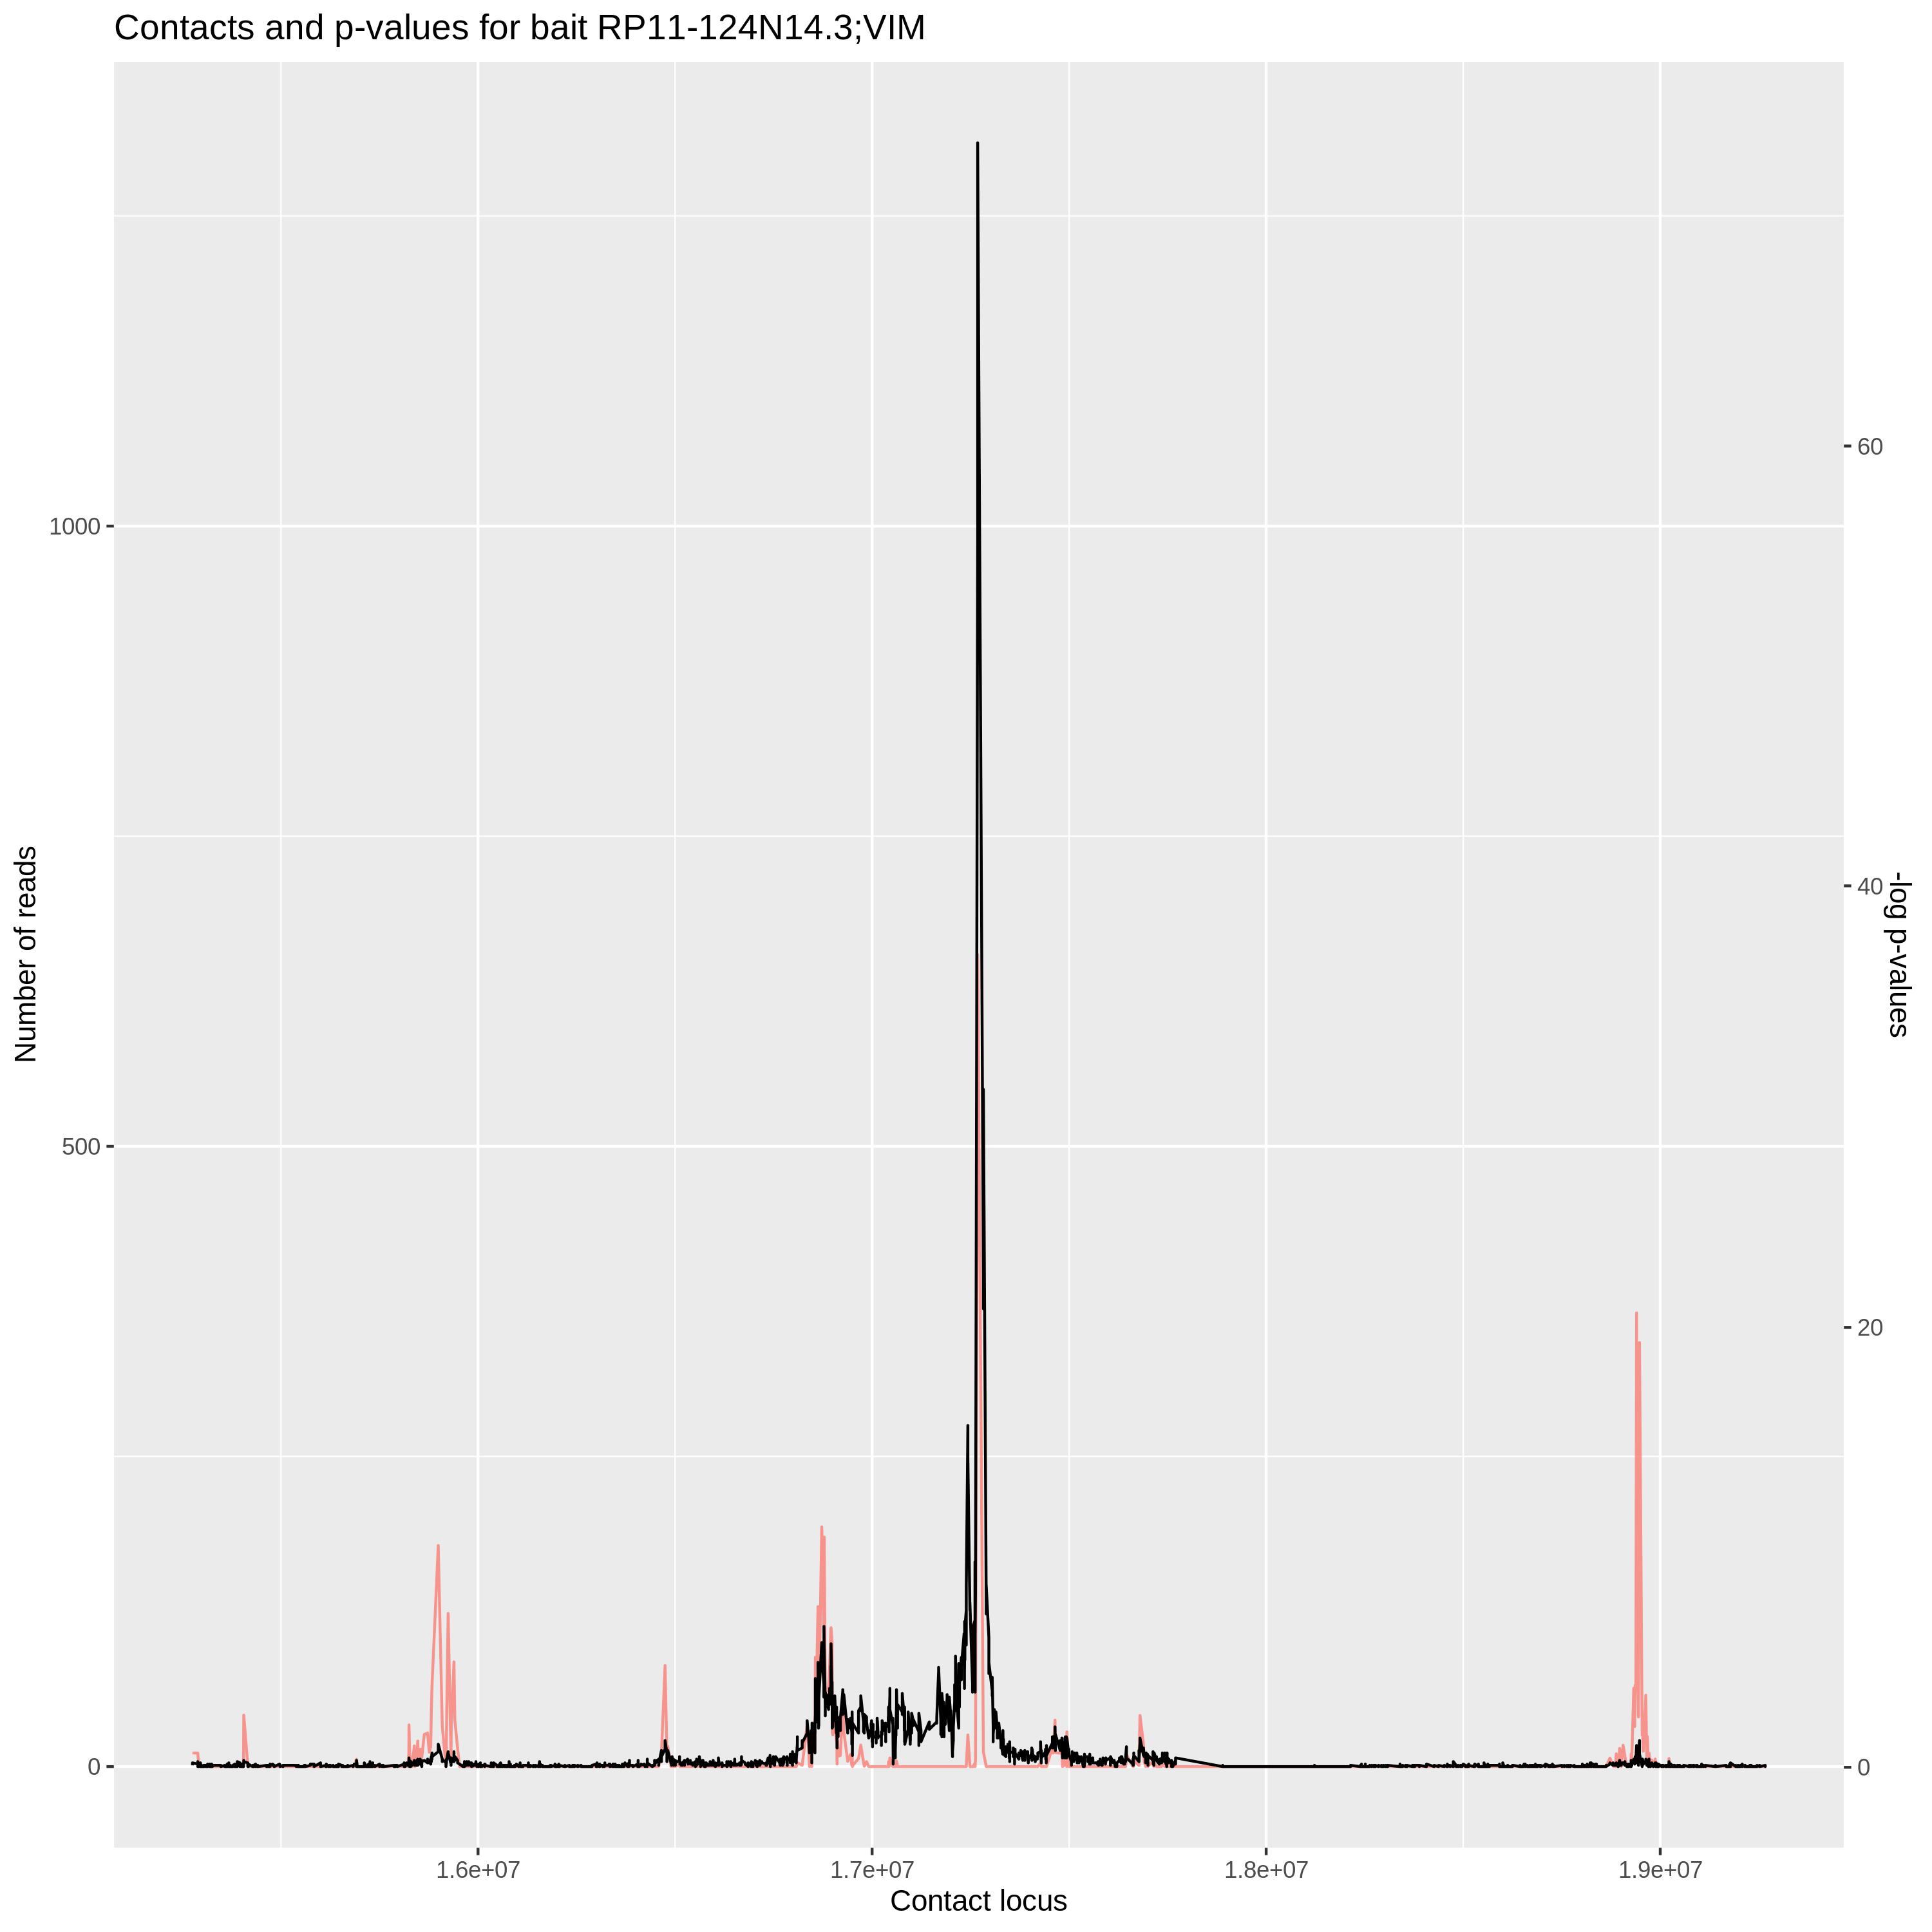 Contacts and p-values for bait RP11-124N14.3;VIM
Number of reads
1000
500
0
60
40
20
0
-log p-values
1.6e+07 1.7e+07 1.8e+07 1.9e+07
Contact locus